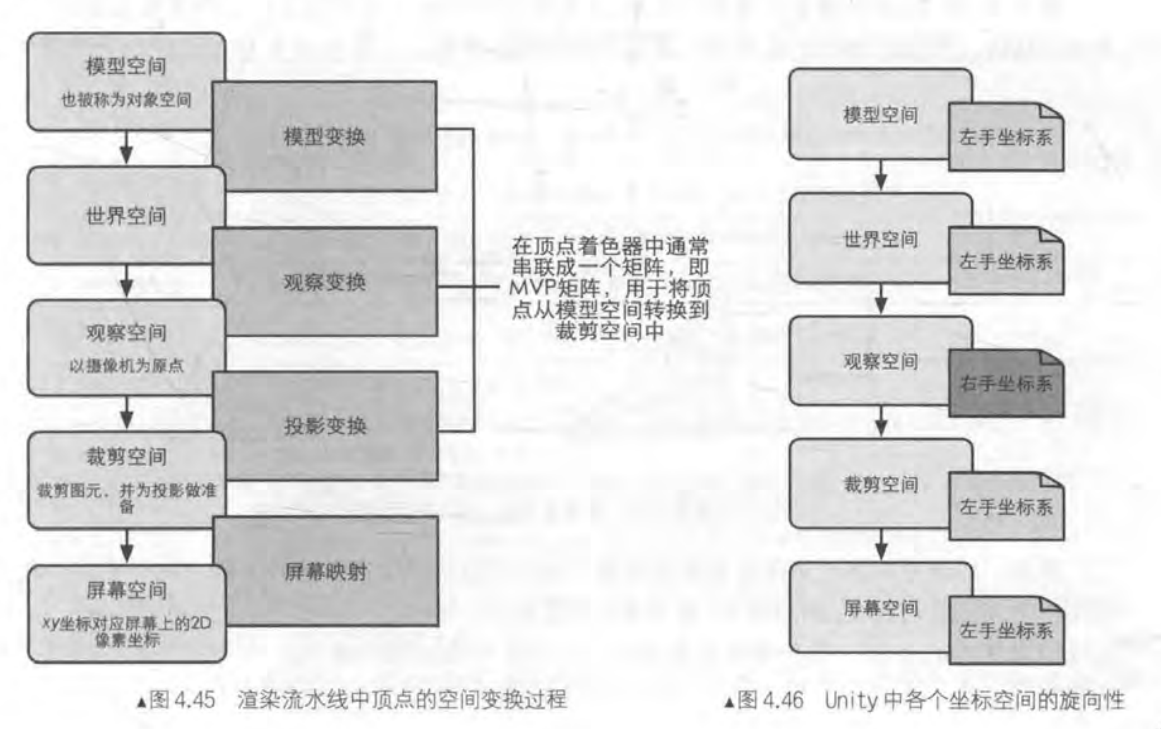 模型空间
也被称为对象空间
模型变换
世界空间
观察变换
观察空间
以摄像机为原点
投影变换
裁剪空间
裁剪图元,并为投影做准
备
屏幕映射
屏幕空间
xy坐标对应屏幕上的2D
像素坐标
在顶点着色器中通常
串联成一个矩阵,即
MVP矩阵,用于将顶
点从模型空间转换到
裁剪空间中
▲图 4.45 渲染流水线中顶点的空间变换过程
模型空间
左手坐标系
世界空间
左手坐标系
观察空间
右手坐标系
裁剪空间
左手坐标系
屏幕空间
左手坐标系
▲图 4.46 Unity 中各个坐标空间的旋向性